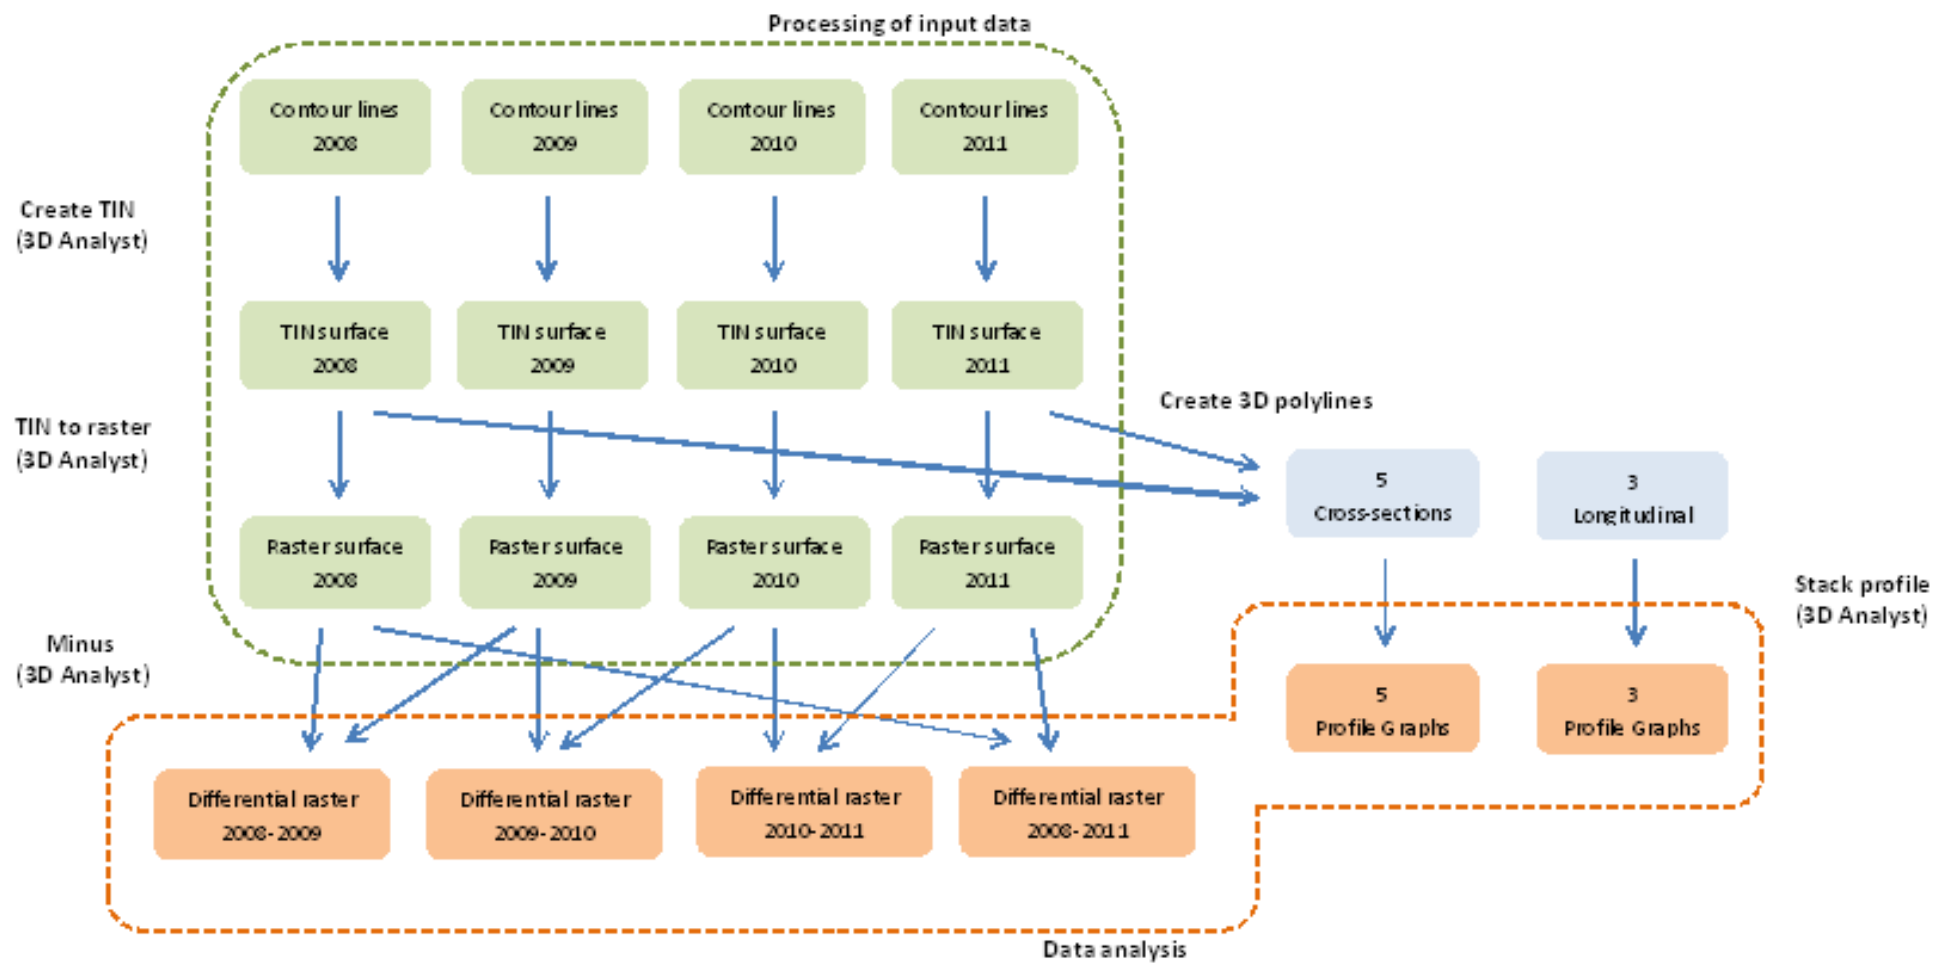 Processing of input data
Contour lines
2008
Contour lines
2009
Contour lines
2010
Contour lines
2011
Create TIN
(3D Analyst)
TIN surface
2008
TIN surface
2009
TIN surface
2010
TIN surface
2011
Create 3D polylines
TIN to raster
(3D Analyst)
5
Cross-sections
3
Longitudinal
Raster surface
2008
Raster surface
2009
Raster surface
2010
Raster surface
2011
Stack profile
(3D Analyst)
Minus
(3D Analyst)
5
Profile Graphs
3
Profile Graphs
Differential raster
2008-2009
Differential raster
2009-2010
Differential raster
2010-2011
Differential raster
2008-2011
Data analysis